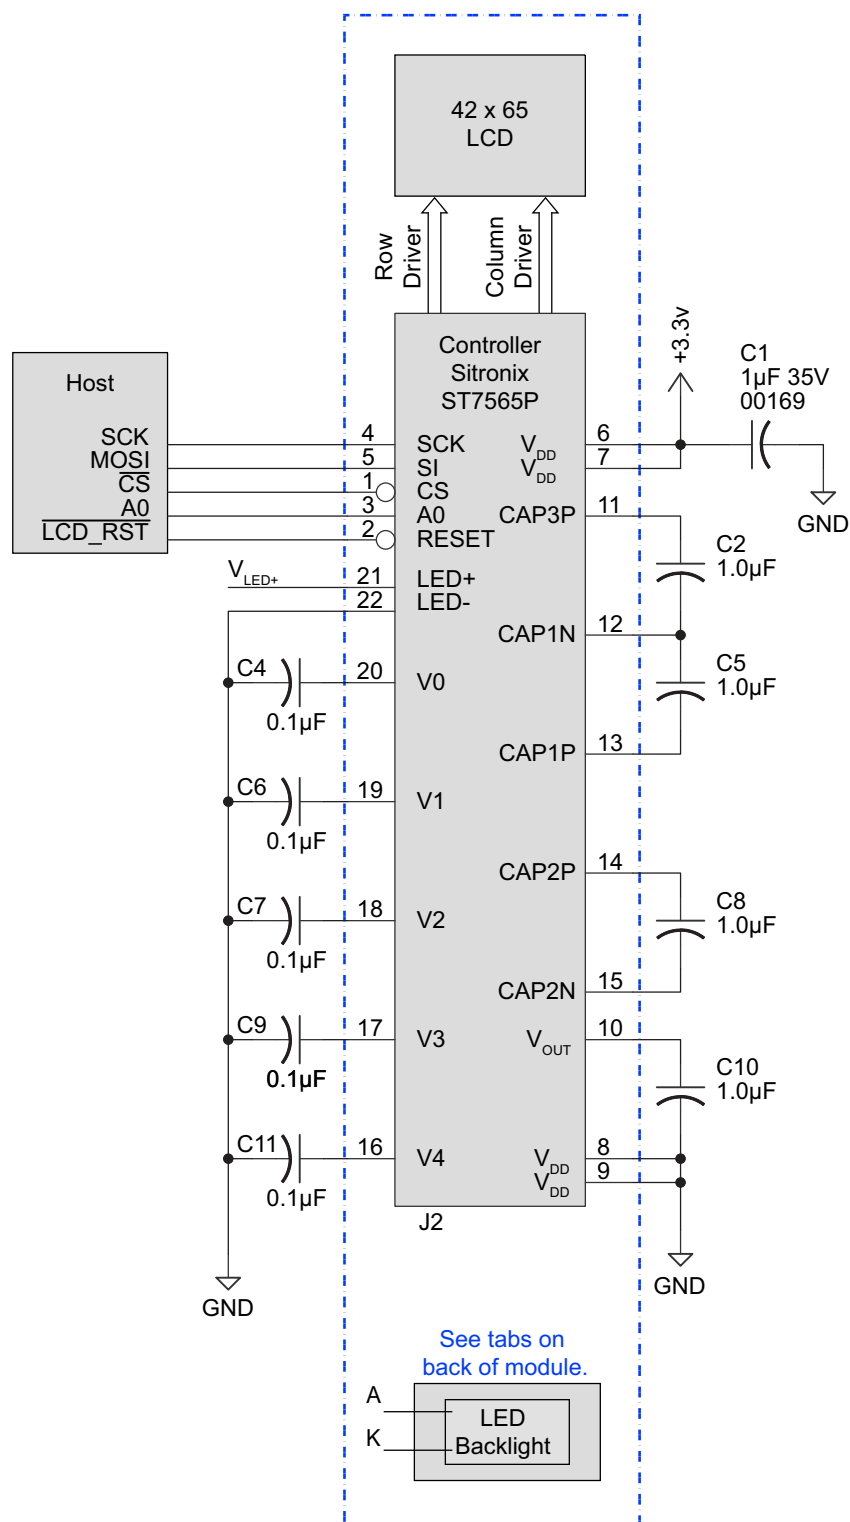 42 x 65
LCD
Row
Driver
Column
Driver
Controller
Sitronix
ST7565P
+3.3v
C1
1µF 35V
00169
GND
Host
SCK
MOSI
CS
A0
LCD_RST
4
5
1
3
2
SCK
SI
CS
A0
RESET
VDD
VDD
6
7
CAP3P
11
C2
1.0µF
VLED+
21
22
LED+
LED-
CAP1N
12
C4
0.1µF
20
V0
C5
1.0µF
CAP1P
13
C6
0.1µF
19
V1
CAP2P
14
C7
0.1µF
18
V2
C8
1.0µF
CAP2N
15
C9
0.1µF
17
V3
VOUT
10
C10
1.0µF
C11
0.1µF
16
V4
VDD
VDD
8
9
J2
GND
GND
See tabs on
back of module.
A
K
LED
Backlight